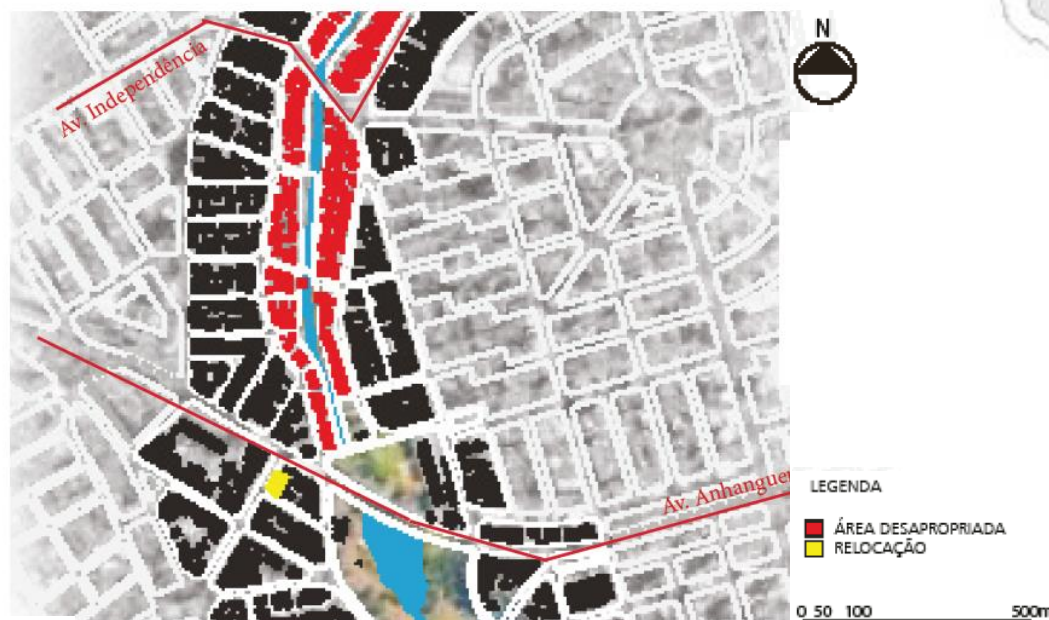 N
Av. Independência
Av. Anhanguer
LEGENDA
ÁREA DESAPROPRIADA
RELOCAÇÃO
0 50 100 500m